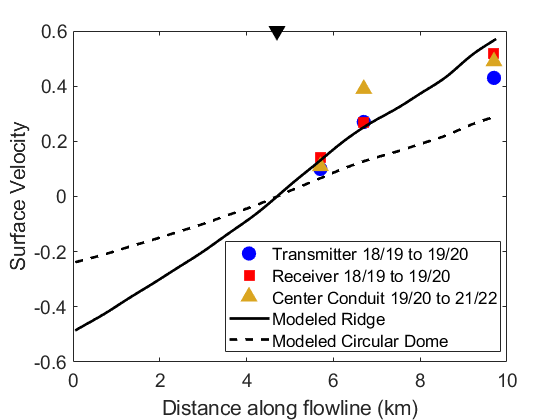 0.6
0.4
0.2
0
-0.2
-0.4
-0.6
Surface Velocity
Transmitter 18/19 to 19/20
Receiver 18/19 to 19/20
Center Conduit 19/20 to 21/22
Modeled Ridge
Modeled Circular Dome
0 2 4 6 8 10
Distance along flowline (km)